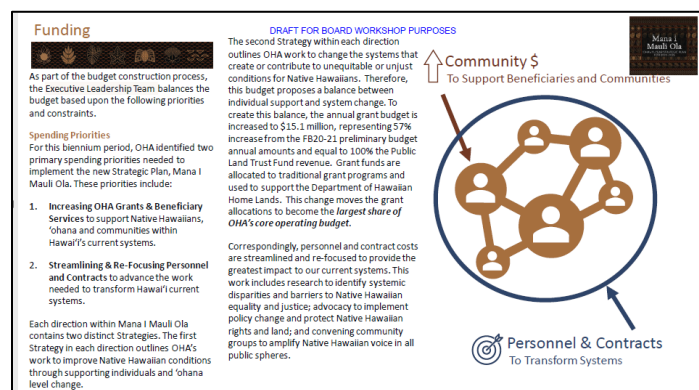 Funding
As part of the budget construction process,
the Executive Leadership Team balances the
budget based upon the following priorities
and constraints.
Spending Priorities
For this biennium period, OHA identified two
primary spending priorities needed to
implement the new Strategic Plan, Mana I
Mauli Ola. These priorities include:
1. Increasing OHA Grants & Beneficiary
Services to support Native Hawaiians,
'ohana and communities within
Hawai'i's current systems.
2. Streamlining & Re-Focusing Personnel
and Contracts to advance the work
needed to transform Hawai'i current
systems.
Each direction within Mana I Mauli Ola
contains two distinct Strategies. The first
Strategy in each direction outlines OHA's
work to improve Native Hawaiian conditions
through supporting individuals and 'ohana
level change.
DRAFT FOR BOARD WORKSHOP PURPOSES
The second Strategy within each direction
outlines OHA work to change the systems that
create or contribute to unequitable or unjust
conditions for Native Hawaiians. Therefore,
this budget proposes a balance between
individual support and system change. To
create this balance, the annual grant budget is
increased to $15.1 million, representing 57%
increase from the FB20-21 preliminary budget
annual amounts and equal to 100% the Public
Land Trust Fund revenue. Grant funds are
allocated to traditional grant programs and
used to support the Department of Hawaiian
Home Lands. This change moves the grant
allocations to become the largest share of
OHA's core operating budget.
Correspondingly, personnel and contract costs
are streamlined and re-focused to provide the
greatest impact to our current systems. This
work includes research to identify systemic
disparities and barriers to Native Hawaiian
equality and justice; advocacy to implement
policy change and protect Native Hawaiian
rights and land; and convening community
groups to amplify Native Hawaiian voice in all
public spheres.
Mana I
Mauli Ola
Community $
To Support Beneficiaries and Communities
Personnel & Contracts
To Transform Systems